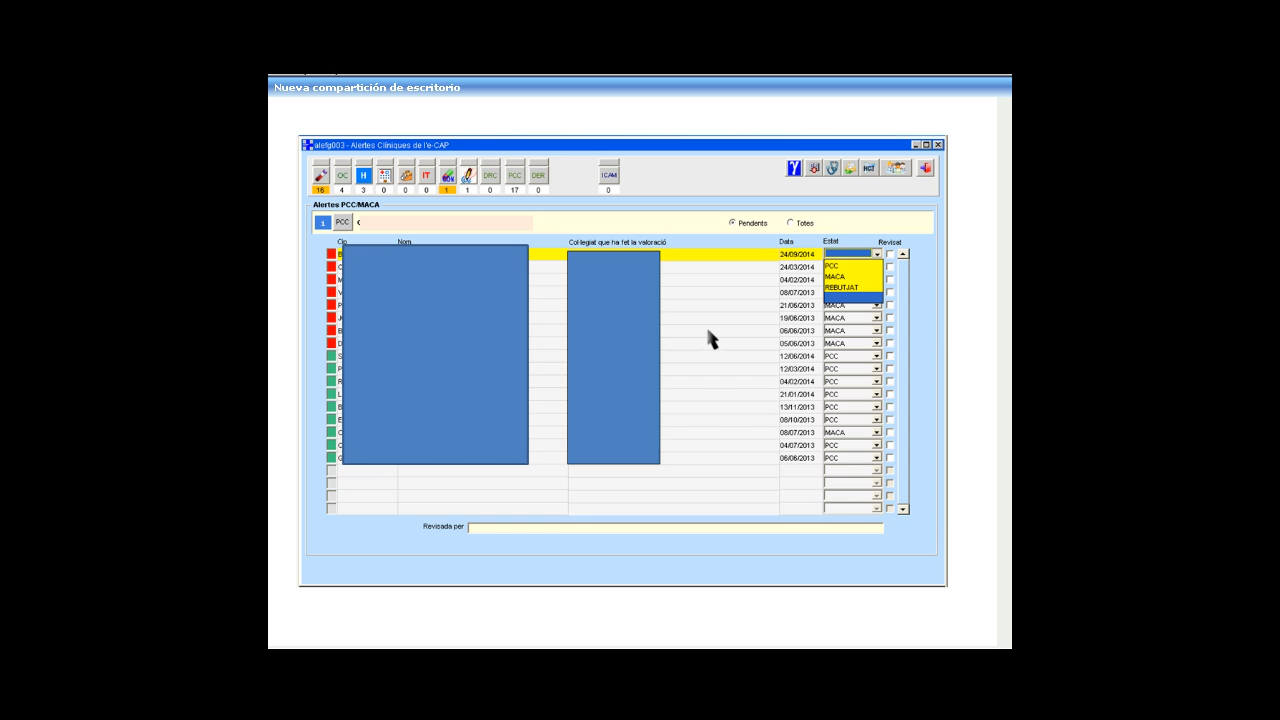 Nueva compartición de escritorio
alefg003 - Alertes Clíniques de l'e-CAP
OC H IT DRC PCC DER ICAM HC3
16 4 3 0 0 0 1 1 0 17 0 0
Alertes PCC/MACA
i PCC Pendents Totes
Cip Nom Col·legiat que ha fet la valoració Data Estat Revisat
B 24/09/2014
C 24/03/2014 PCC
M 04/02/2014 MACA
V 08/07/2013 REBUTJAT
P 21/06/2013 MACA
J 19/06/2013 MACA
B 06/06/2013 MACA
D 05/06/2013 MACA
S 12/06/2014 PCC
P 12/03/2014 PCC
R 04/02/2014 PCC
L 21/01/2014 PCC
B 13/11/2013 PCC
E 08/10/2013 PCC
C 08/07/2013 MACA
C 04/07/2013 PCC
G 06/06/2013 PCC
Revisada per